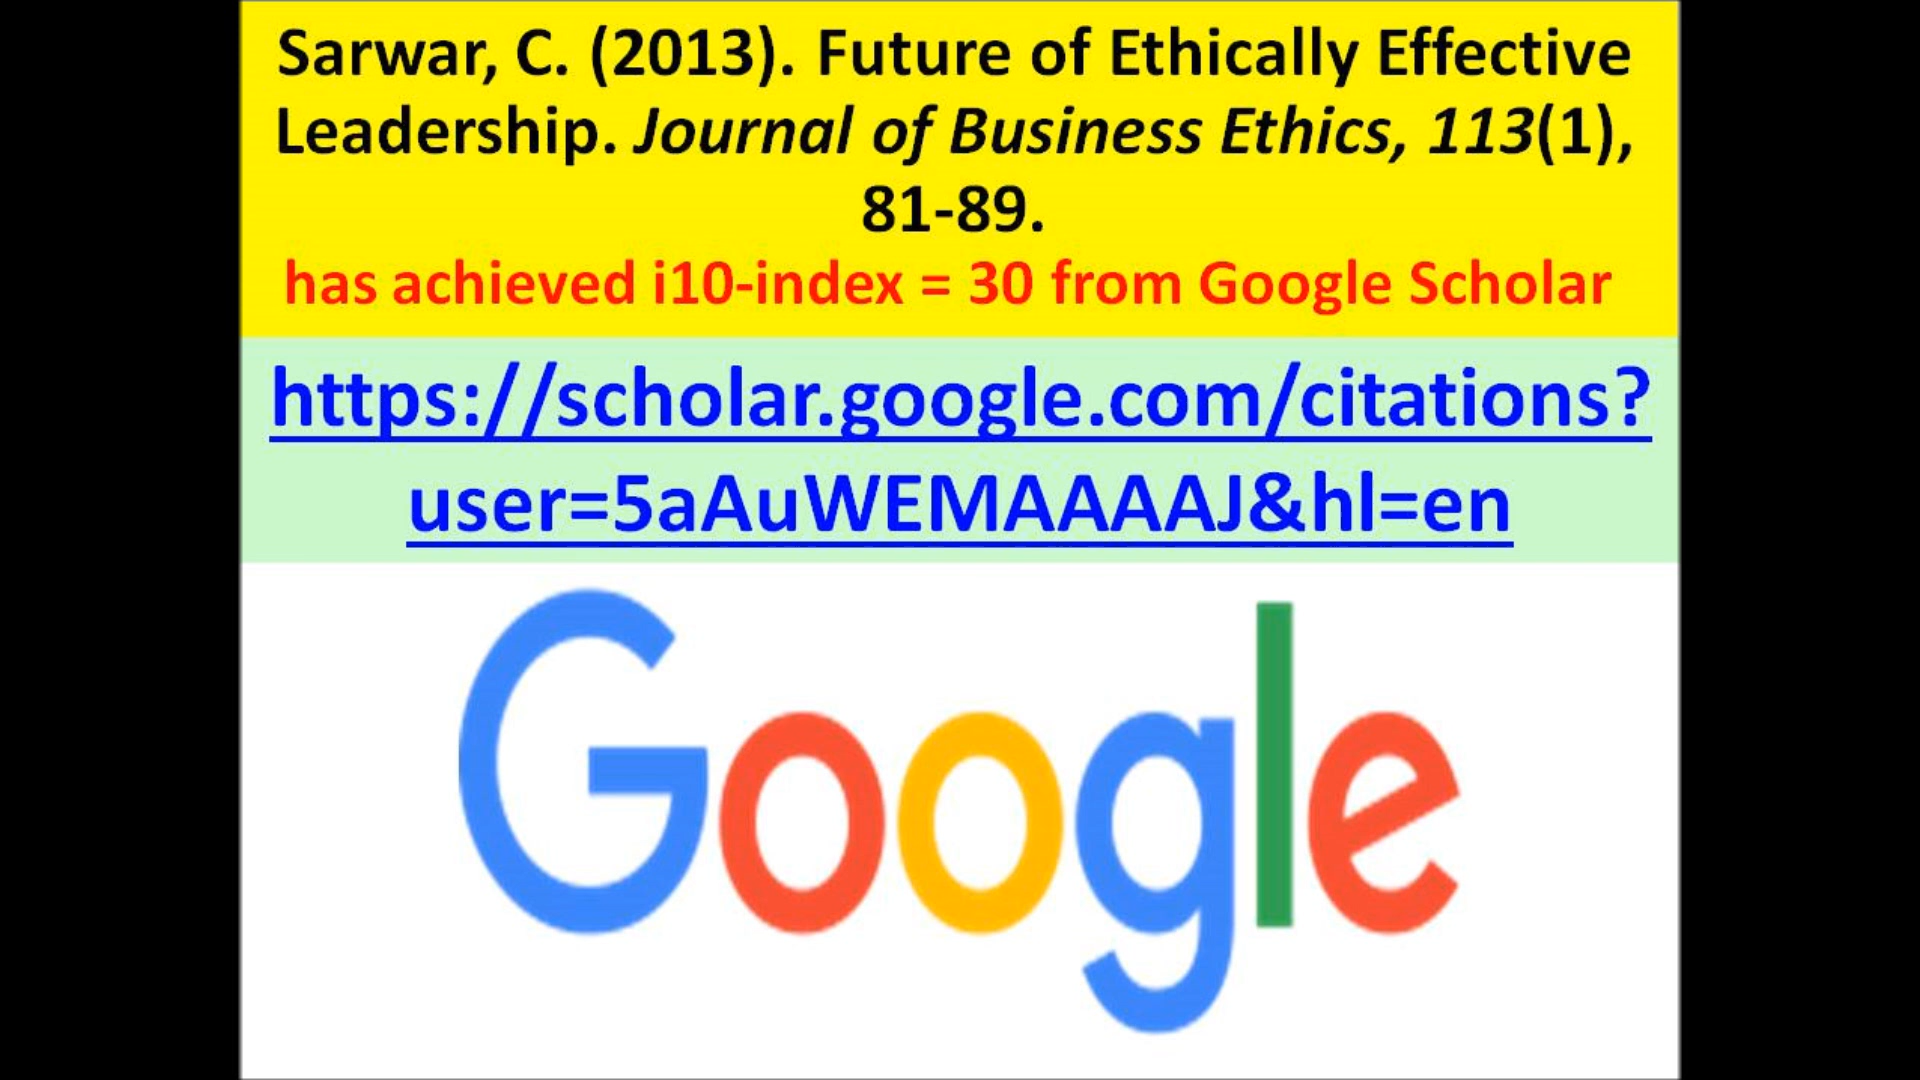 Sarwar, C. (2013). Future of Ethically Effective
Leadership. Journal of Business Ethics, 113(1),
81-89.
has achieved i10-index = 30 from Google Scholar
https://scholar.google.com/citations?
user=5aAuWEMAAAAJ&hl=en
Google